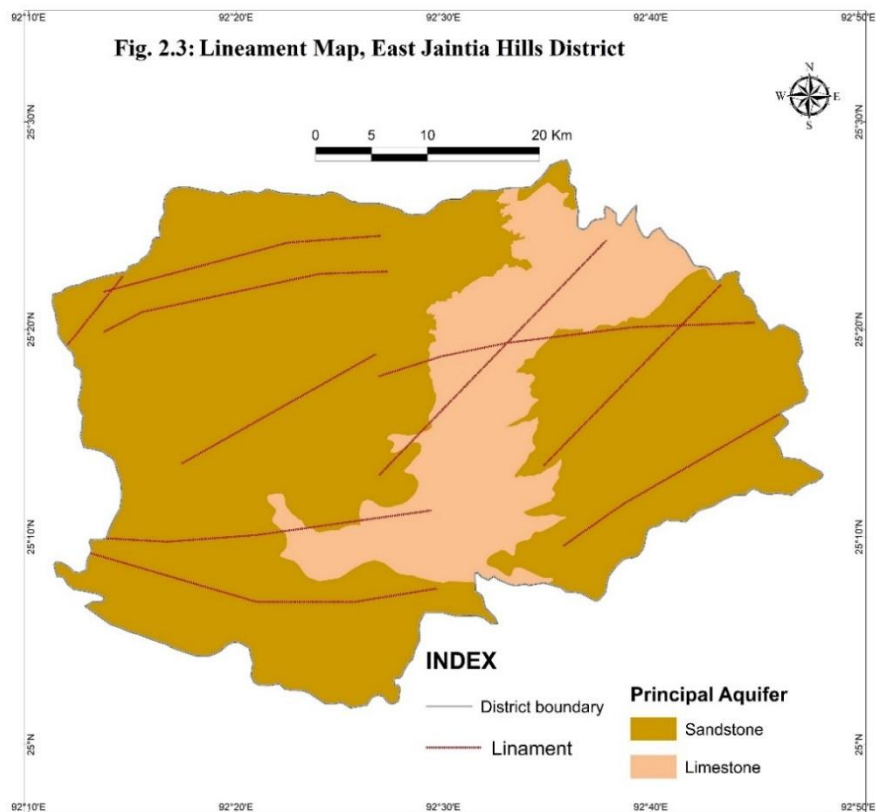 92°10'E 92°20'E 92°30'E 92°40'E 92°50'E
Fig. 2.3: Lineament Map, East Jaintia Hills District
N
W E
S
25°30'N 25°30'N
0 5 10 20 Km
25°20'N 25°20'N
25°10'N 25°10'N
INDEX
District boundary
Linament
Principal Aquifer
Sandstone
Limestone
25°N 25°N
92°10'E 92°20'E 92°30'E 92°40'E 92°50'E